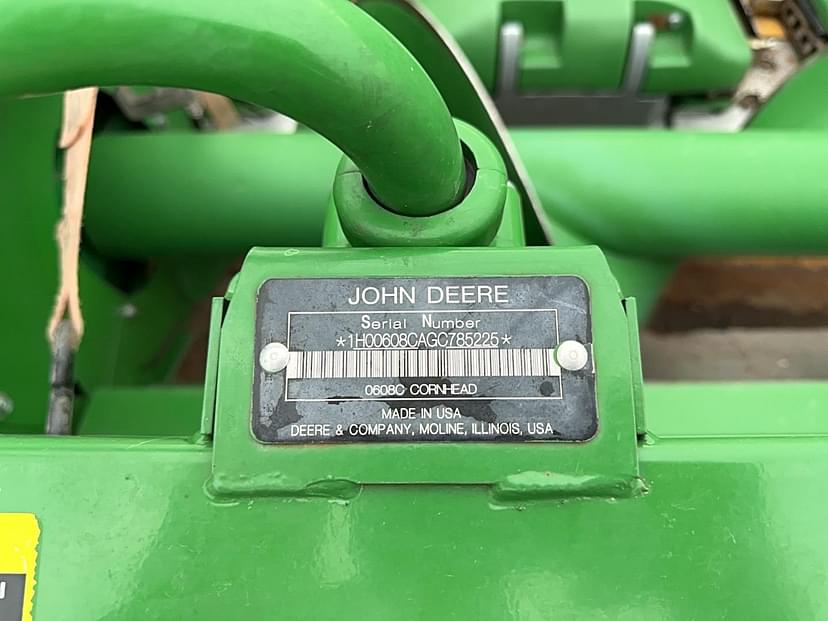 JOHN DEERE
Serial Number
*1H00608CAGC785225*
0608C CORNHEAD
MADE IN USA
DEERE & COMPANY, MOLINE, ILLINOIS, USA